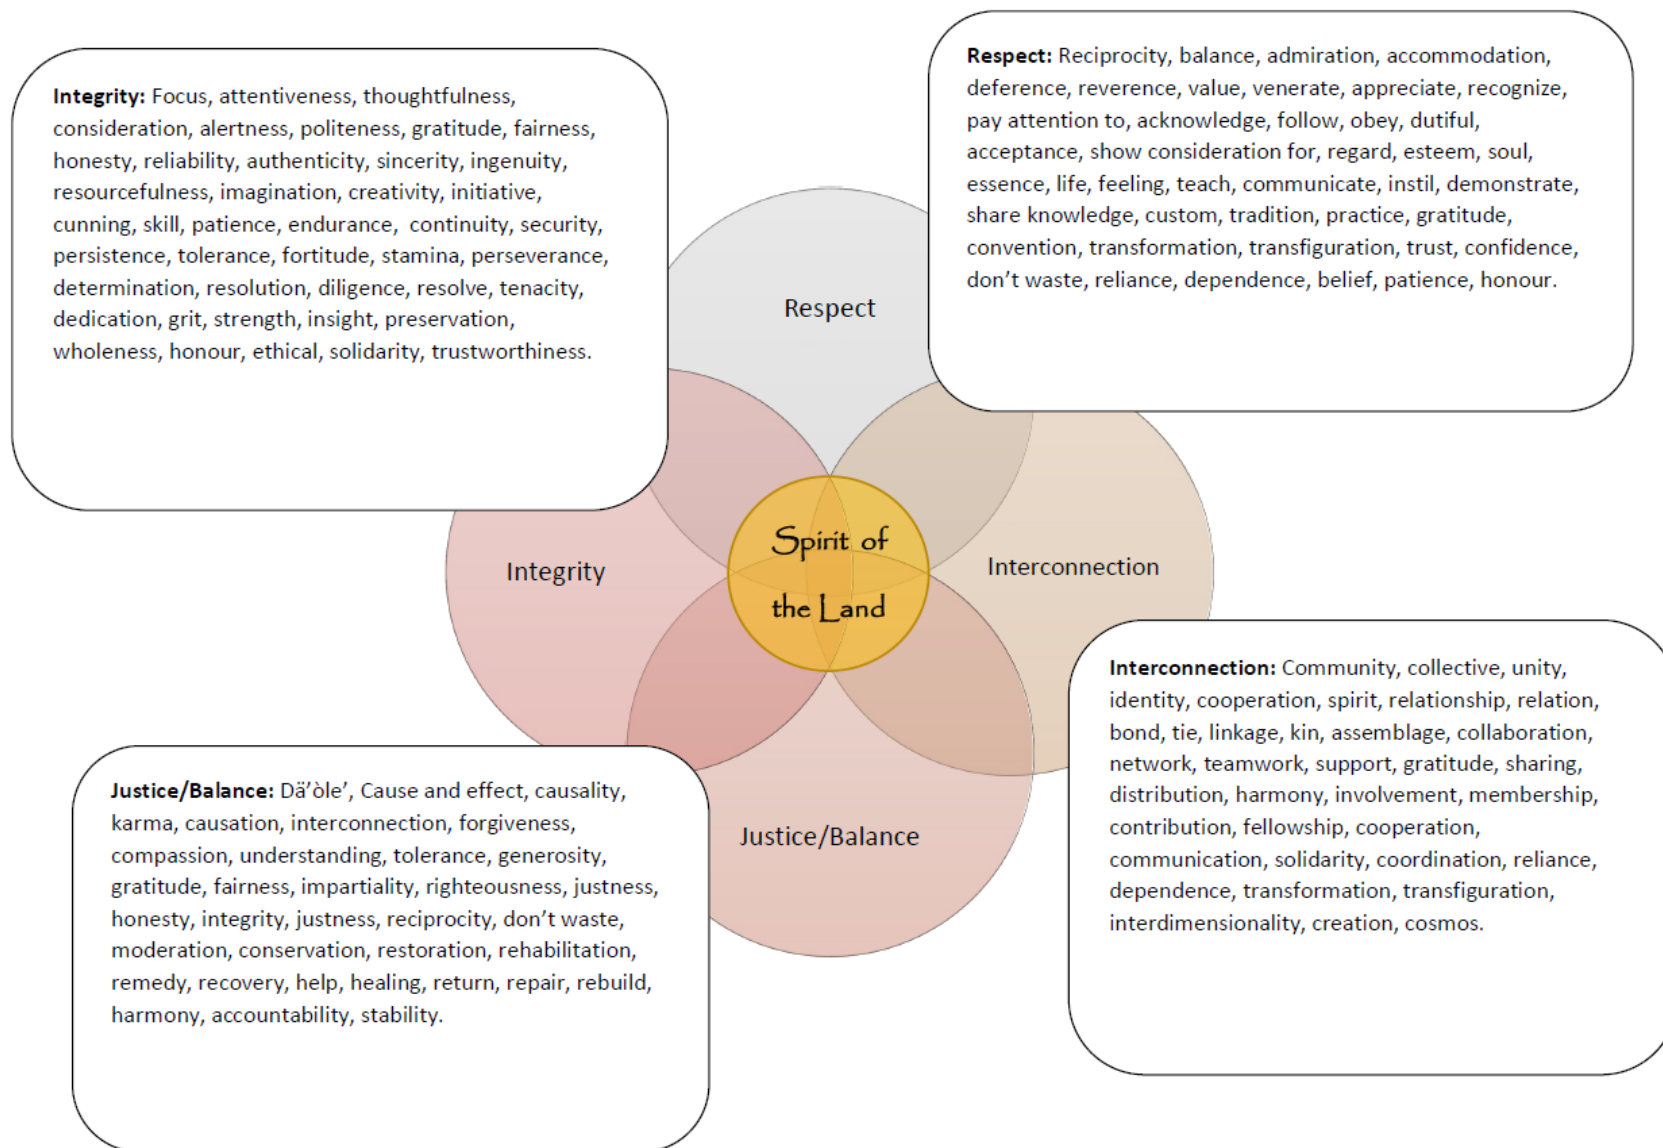 Integrity: Focus, attentiveness, thoughtfulness,
consideration, alertness, politeness, gratitude, fairness,
honesty, reliability, authenticity, sincerity, ingenuity,
resourcefulness, imagination, creativity, initiative,
cunning, skill, patience, endurance, continuity, security,
persistence, tolerance, fortitude, stamina, perseverance,
determination, resolution, diligence, resolve, tenacity,
dedication, grit, strength, insight, preservation,
wholeness, honour, ethical, solidarity, trustworthiness.
Respect: Reciprocity, balance, admiration, accommodation,
deference, reverence, value, venerate, appreciate, recognize,
pay attention to, acknowledge, follow, obey, dutiful,
acceptance, show consideration for, regard, esteem, soul,
essence, life, feeling, teach, communicate, instil, demonstrate,
share knowledge, custom, tradition, practice, gratitude,
convention, transformation, transfiguration, trust, confidence,
don’t waste, reliance, dependence, belief, patience, honour.
Respect
Integrity
Spirit of
the Land
Interconnection
Justice/Balance
Justice/Balance: Dä’òle’, Cause and effect, causality,
karma, causation, interconnection, forgiveness,
compassion, understanding, tolerance, generosity,
gratitude, fairness, impartiality, righteousness, justness,
honesty, integrity, justness, reciprocity, don’t waste,
moderation, conservation, restoration, rehabilitation,
remedy, recovery, help, healing, return, repair, rebuild,
harmony, accountability, stability.
Interconnection: Community, collective, unity,
identity, cooperation, spirit, relationship, relation,
bond, tie, linkage, kin, assemblage, collaboration,
network, teamwork, support, gratitude, sharing,
distribution, harmony, involvement, membership,
contribution, fellowship, cooperation,
communication, solidarity, coordination, reliance,
dependence, transformation, transfiguration,
interdimensionality, creation, cosmos.